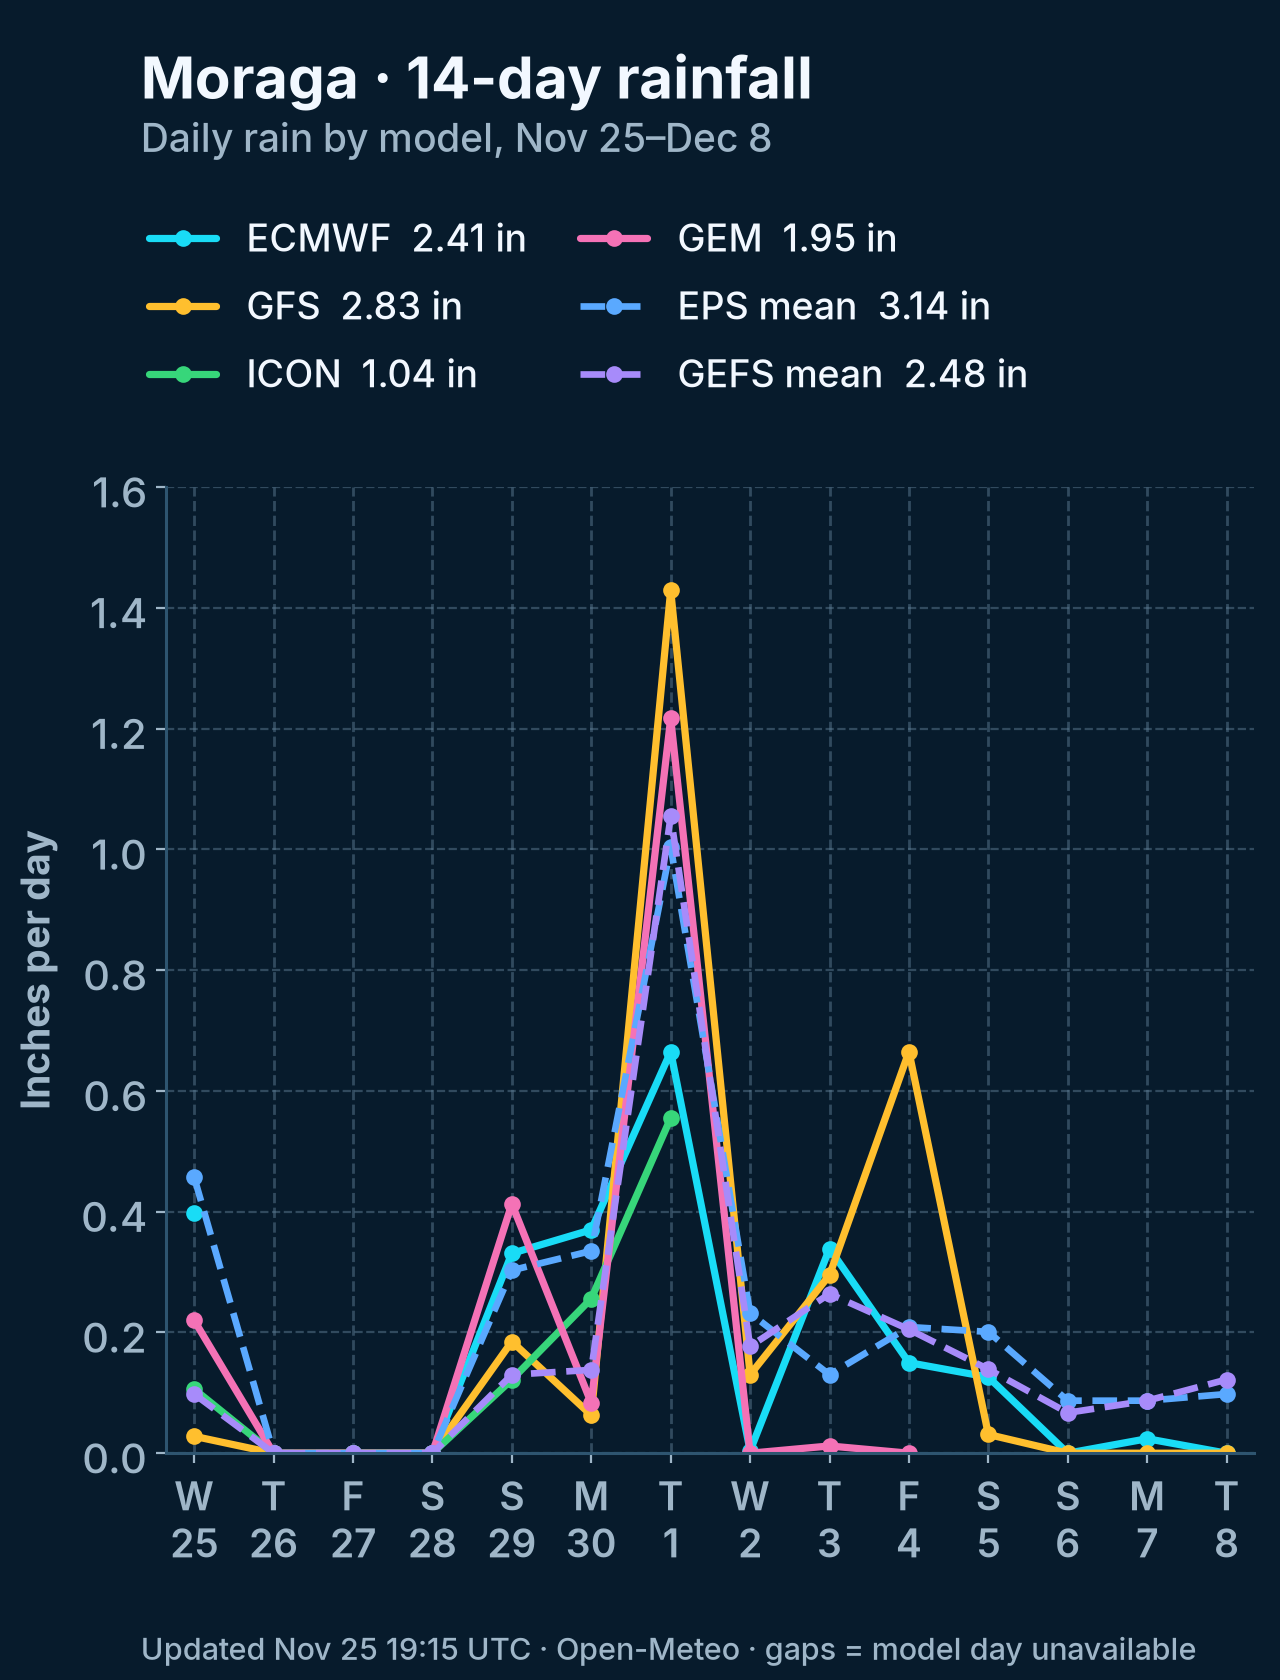 Moraga · 14-day rainfall
Daily rain by model, Nov 25–Dec 8
ECMWF 2.41 in
GEM 1.95 in
GFS 2.83 in
EPS mean 3.14 in
ICON 1.04 in
GEFS mean 2.48 in
Inches per day
1.6
1.4
1.2
1.0
0.8
0.6
0.4
0.2
0.0
W T F S S M T W T F S S M T
25 26 27 28 29 30 1 2 3 4 5 6 7 8
Updated Nov 25 19:15 UTC · Open-Meteo · gaps = model day unavailable